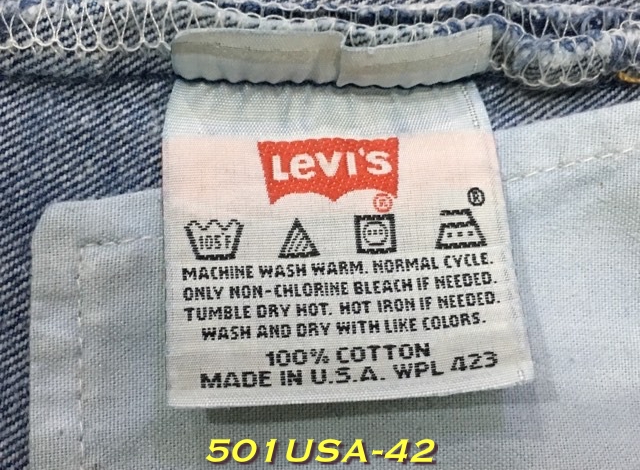 Levi's
®
®
105F
MACHINE WASH WARM. NORMAL CYCLE.
ONLY NON-CHLORINE BLEACH IF NEEDED.
TUMBLE DRY HOT. HOT IRON IF NEEDED.
WASH AND DRY WITH LIKE COLORS.
100% COTTON
MADE IN U.S.A. WPL 423
501USA-42